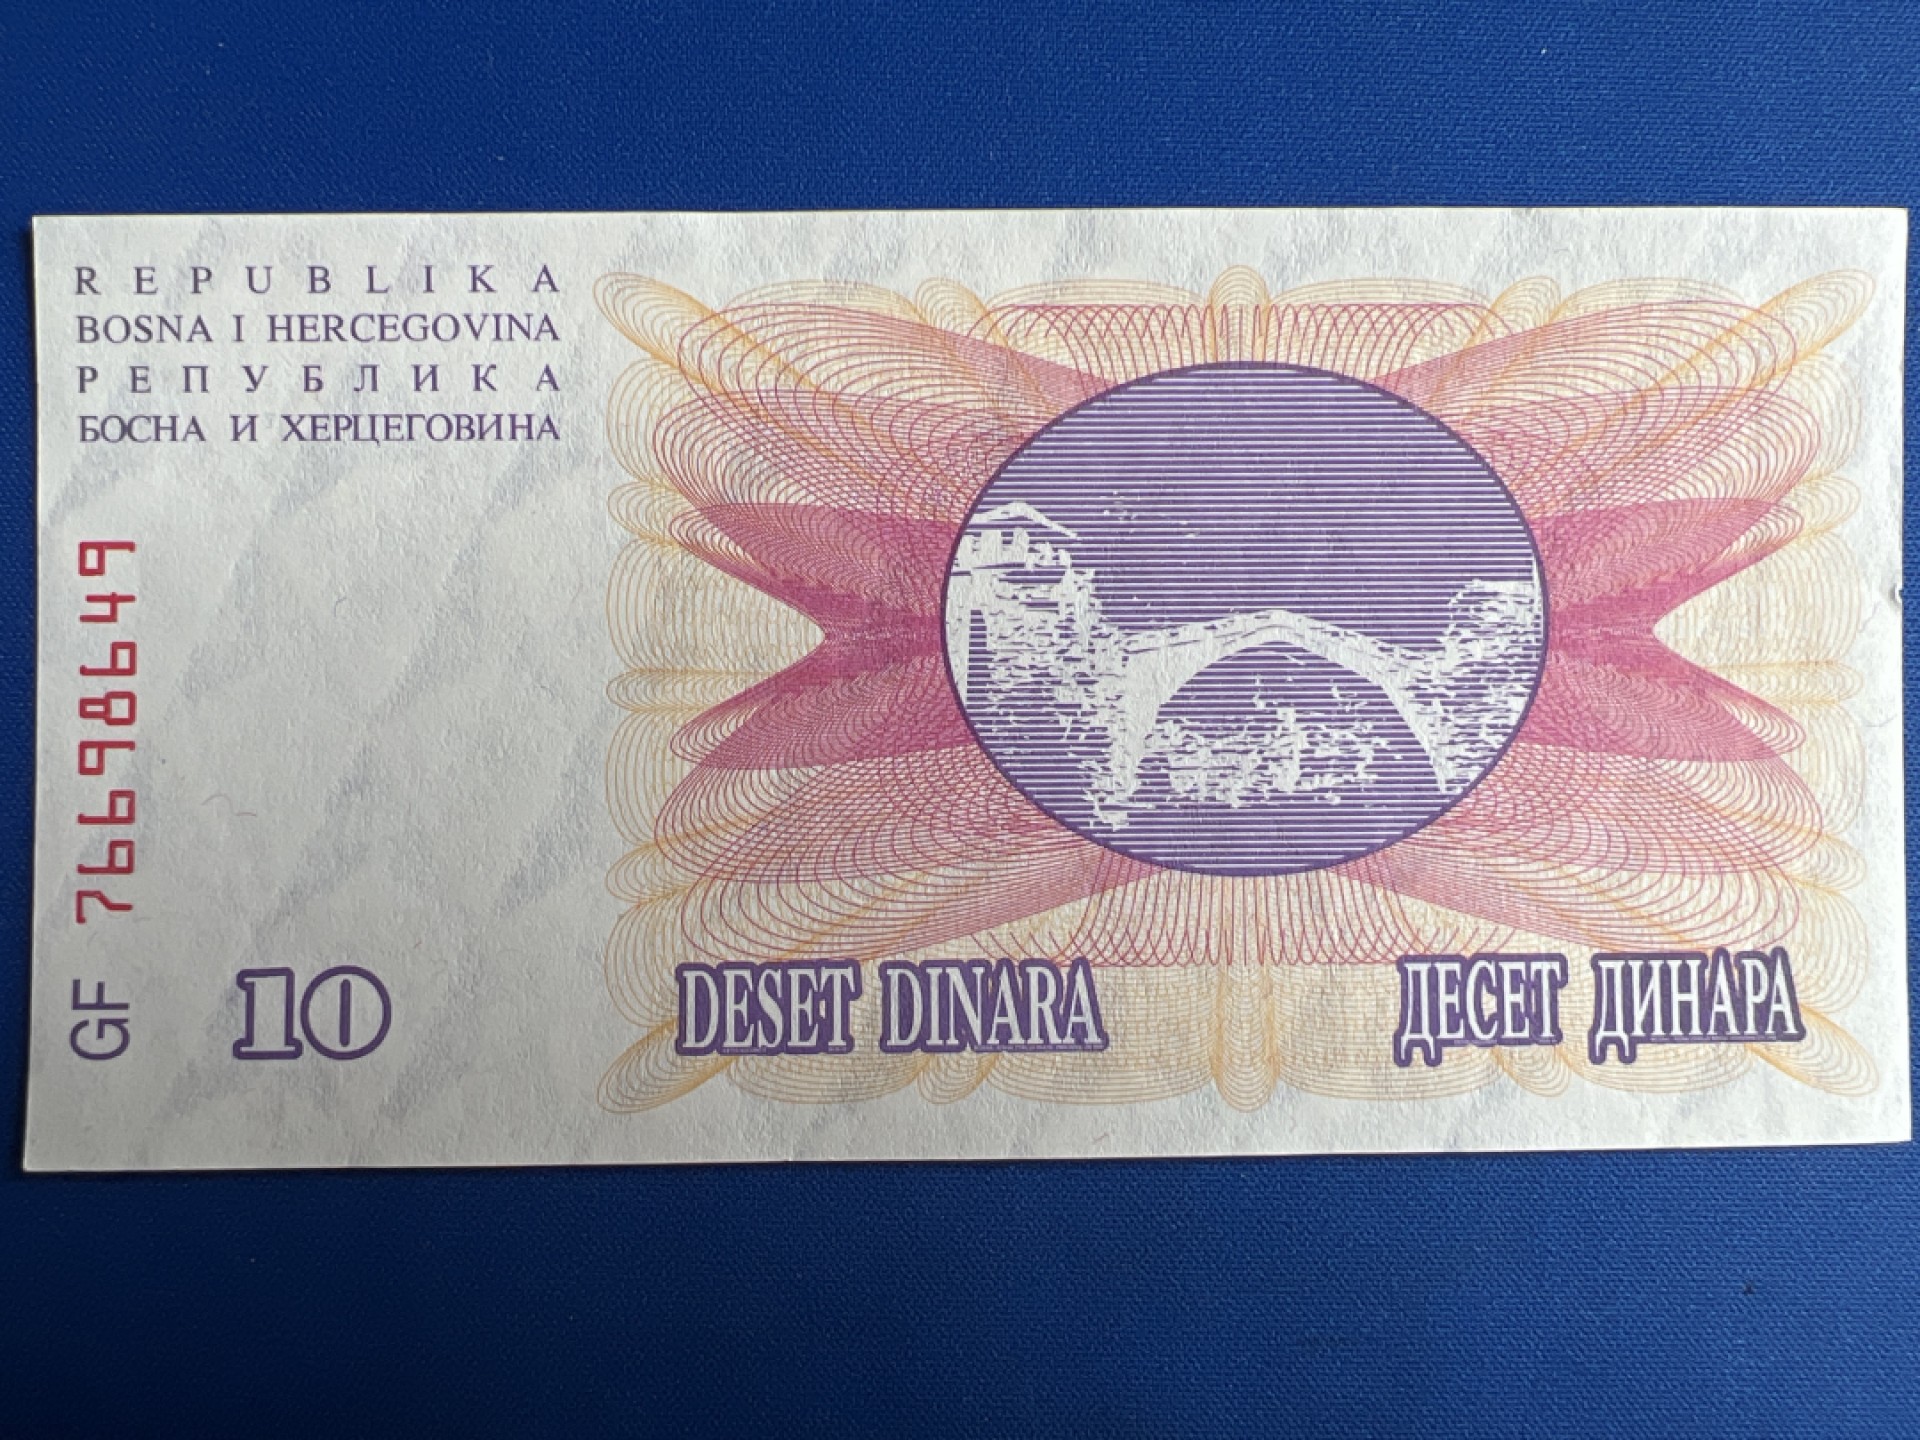 REPUBLIKA
BOSNA I HERCEGOVINA
РЕПУБЛИКА
БОСНА И ХЕРЦЕГОВИНА
GF 76698649
10
DESET DINARA
ДЕСЕТ ДИНАРА